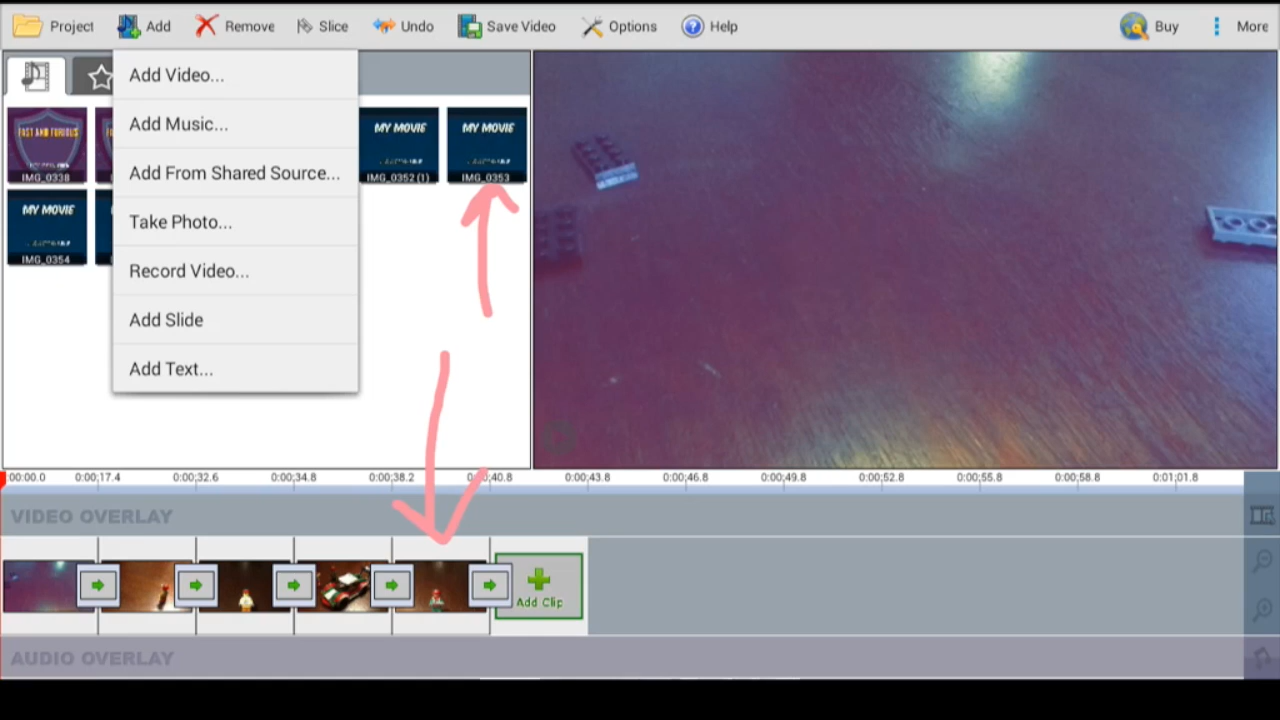 Project Add Remove Slice Undo Save Video Options ? Help Buy More
Add Video...
Add Music...
Add From Shared Source...
Take Photo...
Record Video...
Add Slide
Add Text...
FAST AND FURIOUS
IMG_0338
MY MOVIE
IMG_0352 (1)
MY MOVIE
IMG_0353
MY MOVIE
IMG_0354
0:00:00.0 0:00:17.4 0:00:32.6 0:00:34.8 0:00:38.2 0:00:40.8 0:00:43.8 0:00:46.8 0:00:49.8 0:00:52.8 0:00:55.8 0:00:58.8 0:01:01.8
VIDEO OVERLAY
Add Clip
AUDIO OVERLAY